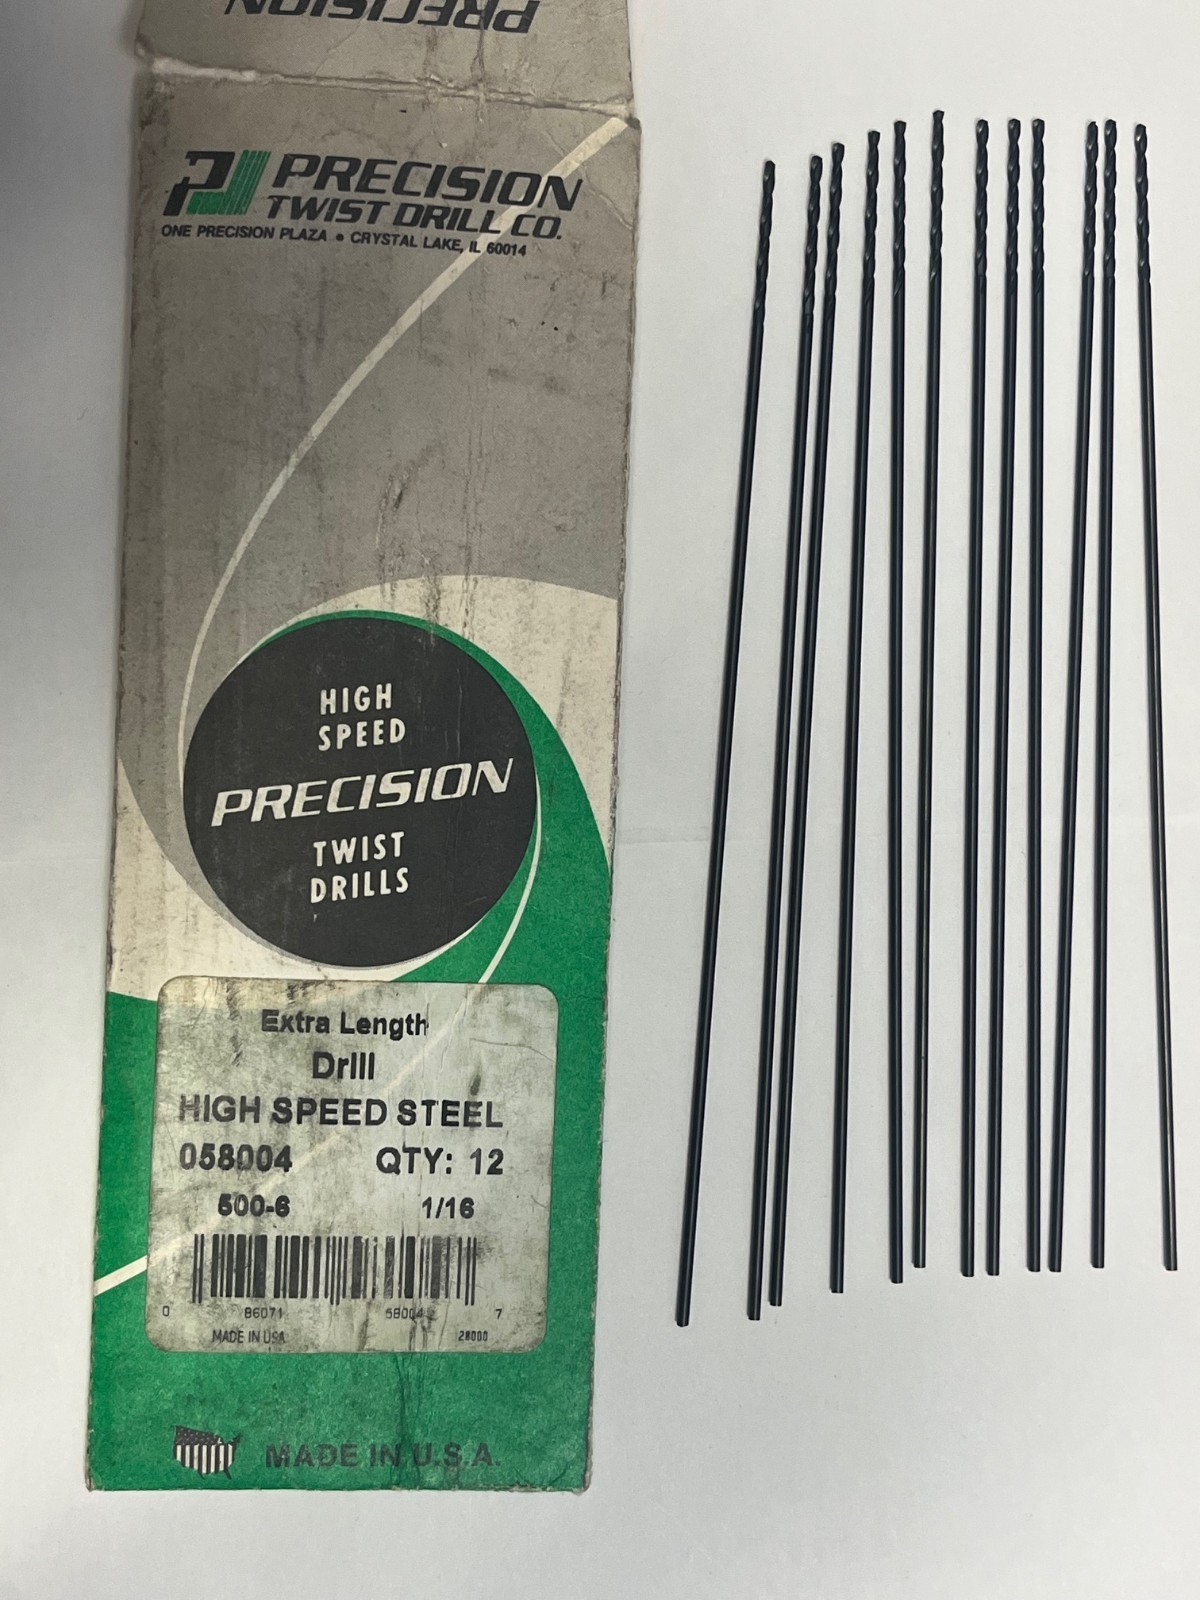 PRECISION
PRECISION
TWIST DRILL CO.
ONE PRECISION PLAZA • CRYSTAL LAKE, IL 60014
HIGH
SPEED
PRECISION
TWIST
DRILLS
Extra Length
Drill
HIGH SPEED STEEL
058004 QTY: 12
500-6 1/16
0 86071 58004 7
MADE IN USA 28000
MADE IN U.S.A.